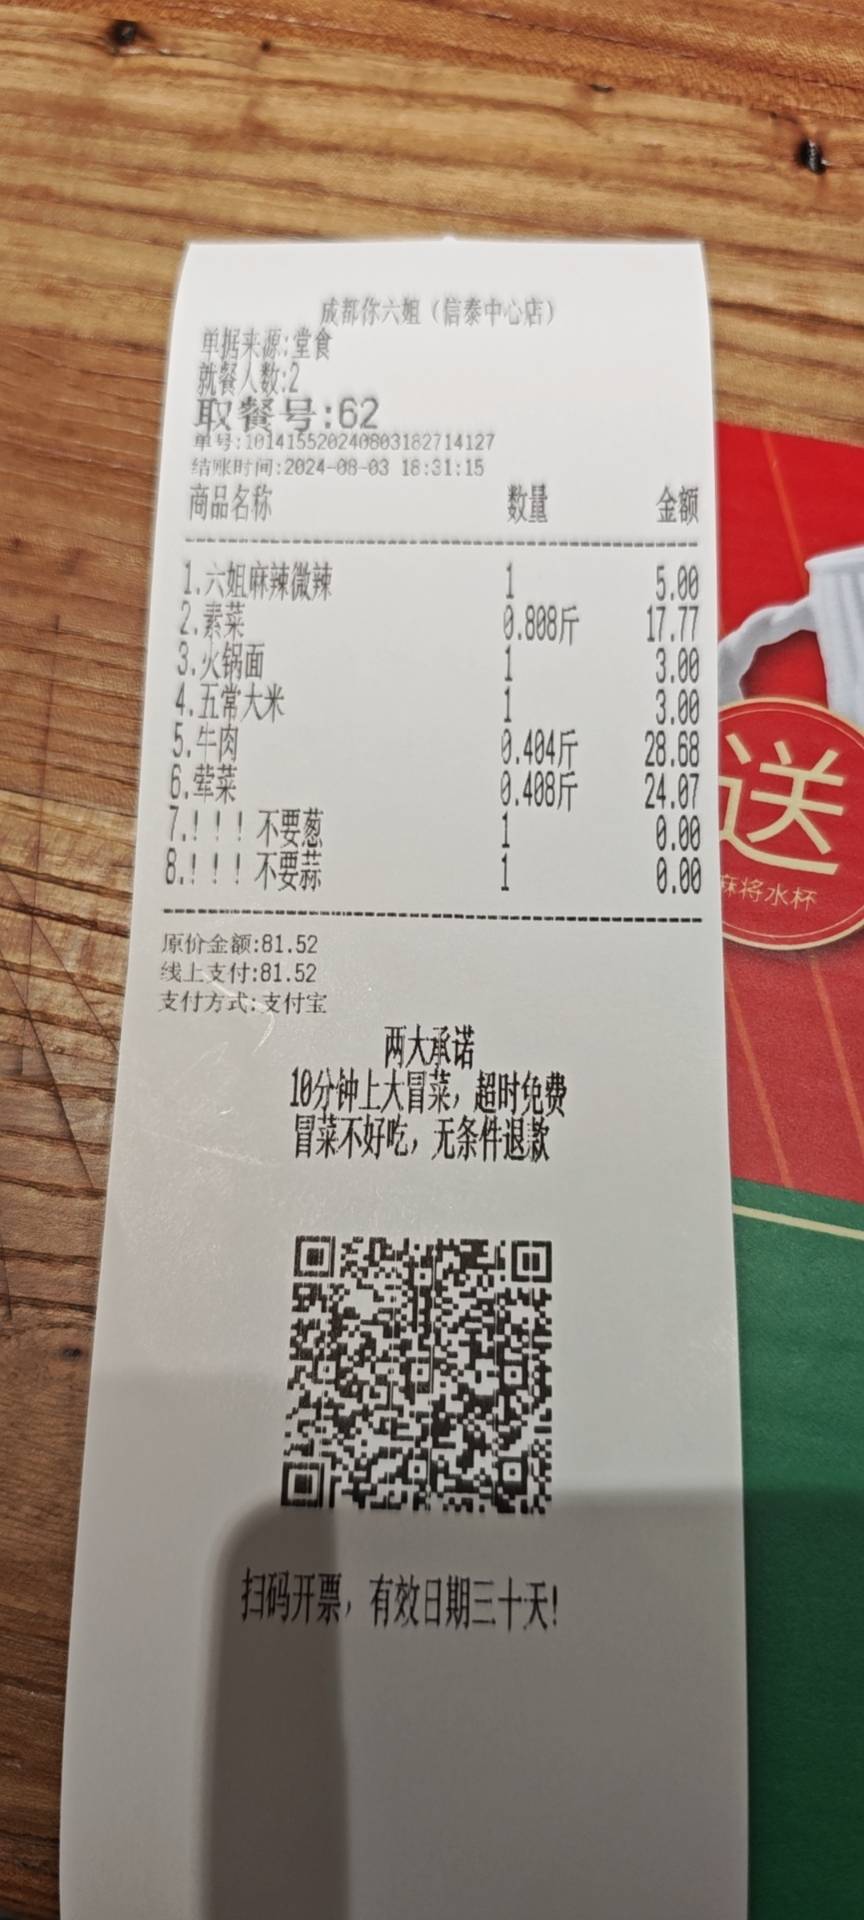 成都你六姐（信泰中心店）
单据来源:堂食
就餐人数:2
取餐号:62
单号:101415520240803182714127
结账时间:2024-08-03 18:31:15
商品名称 数量 金额
1.六姐麻辣微辣 1 5.00
2.素菜 0.808斤 17.77
3.火锅面 1 3.00
4.五常大米 1 3.00
5.牛肉 0.404斤 28.68
6.荤菜 0.408斤 24.07
7.！！！不要葱 1 0.00
8.！！！不要蒜 1 0.00
原价金额:81.52
线上支付:81.52
支付方式:支付宝
两大承诺
10分钟上大冒菜，超时免费
冒菜不好吃，无条件退款
扫码开票，有效日期三十天!
送
麻将水杯